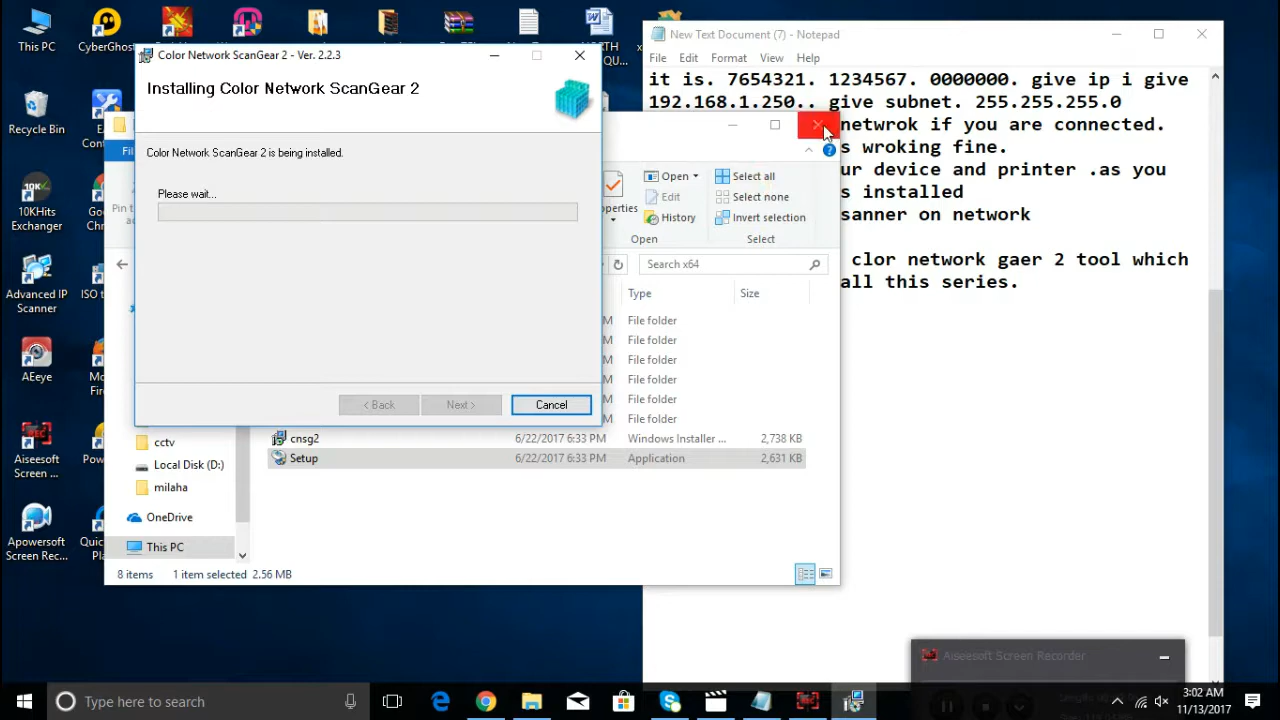 This PC
CyberGhost
Recycle Bin
10KHits
Exchanger
Advanced IP
Scanner
ISO to
AEeye
Aiseesoft
Screen ...
Apowersoft
Screen Rec...
Color Network ScanGear 2 - Ver. 2.2.3
Installing Color Network ScanGear 2
Color Network ScanGear 2 is being installed.
Please wait...
< Back
Next >
Cancel
New Text Document (7) - Notepad
File Edit Format View Help
it is. 7654321. 1234567. 0000000. give ip i give
192.168.1.250.. give subnet. 255.255.255.0
netwrok if you are connected.
s wroking fine.
ur device and printer .as you
s installed
sanner on network
clor network gaer 2 tool which
all this series.
Pin t
perties
Open
Edit
History
Open
Select all
Select none
Invert selection
Select
Search x64
Type
Size
M File folder
M File folder
M File folder
M File folder
M File folder
M File folder
cnsg2 6/22/2017 6:33 PM Windows Installer ... 2,738 KB
Setup 6/22/2017 6:33 PM Application 2,631 KB
cctv
Local Disk (D:)
milaha
OneDrive
This PC
8 items 1 item selected 2.56 MB
Aiseesoft Screen Recorder
Type here to search
3:02 AM
11/13/2017